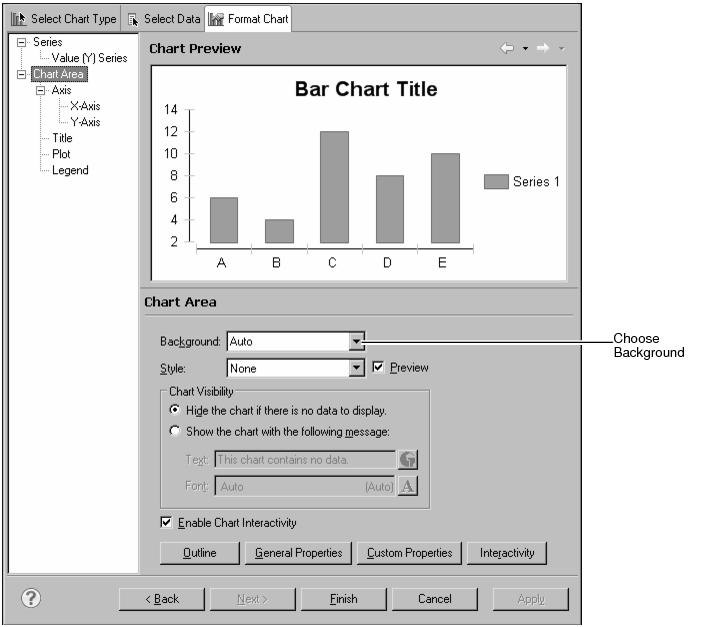 Select Chart Type Select Data Format Chart
Series
Value (Y) Series
Chart Area
Axis
X-Axis
Y-Axis
Title
Plot
Legend
Chart Preview
Bar Chart Title
14
12
10
8
6
4
2
A B C D E
Series 1
Chart Area
Background: Auto
Choose
Background
Style: None Preview
Chart Visibility
Hide the chart if there is no data to display.
Show the chart with the following message:
Text: This chart contains no data.
Font: Auto (Auto) A
Enable Chart Interactivity
Outline General Properties Custom Properties Interactivity
? < Back Next > Finish Cancel Apply